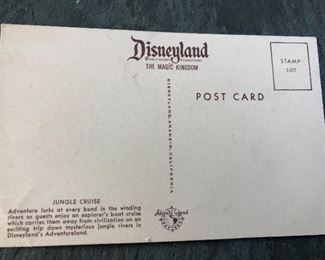 Disneyland
THE MAGIC KINGDOM
STAMP
POST CARD
DISNEYLAND, ANAHEIM, CALIFORNIA
JUNGLE CRUISE
Adventure lurks at every bend in the winding
rivers as guests enjoy an explorer's boat cruise
which carries them away from civilization on an
exciting trip down mysterious jungle rivers in
Disneyland's Adventureland.